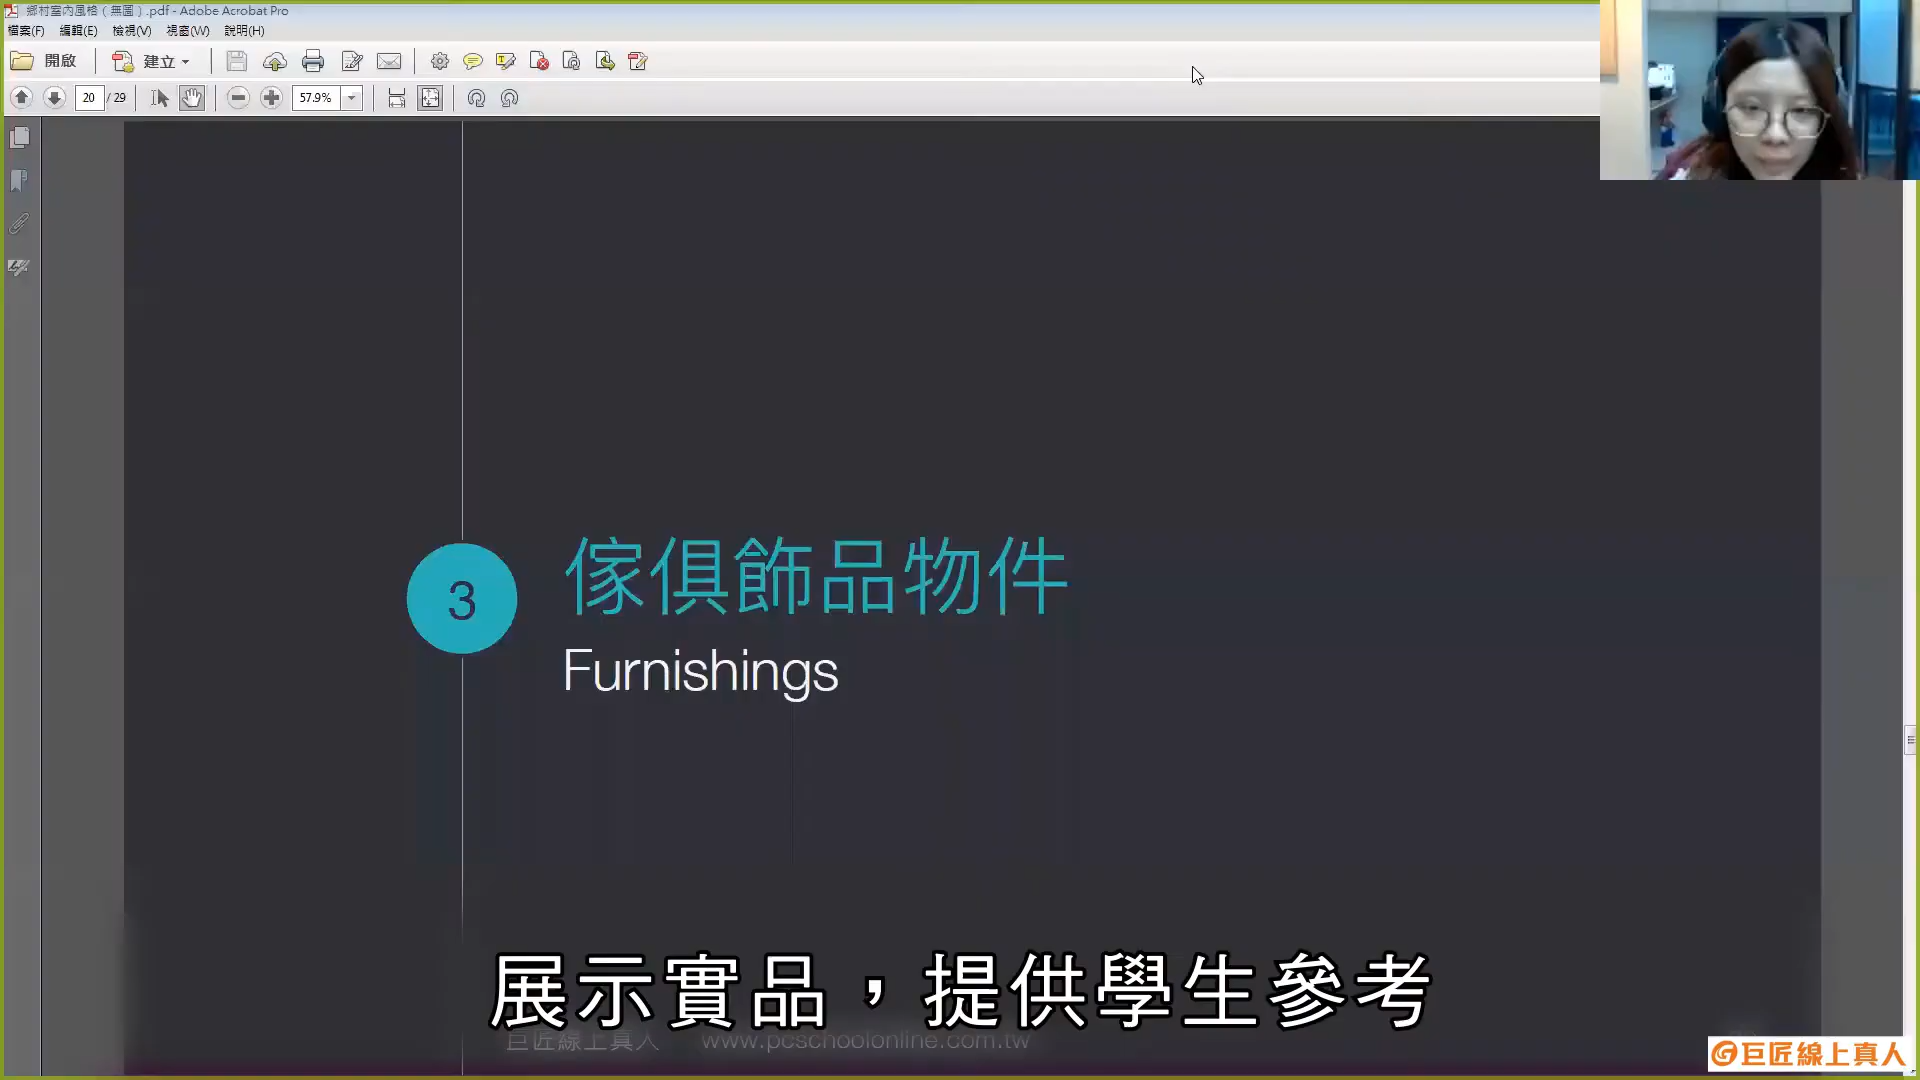 鄉村室內風格（無圖）.pdf - Adobe Acrobat Pro
檔案(F) 編輯(E) 檢視(V) 視窗(W) 說明(H)
開啟 建立
20 / 29 57.9%
3
傢俱飾品物件
Furnishings
展示實品，提供學生參考
巨匠線上真人 www.pcschoolonline.com.tw
巨匠線上真人